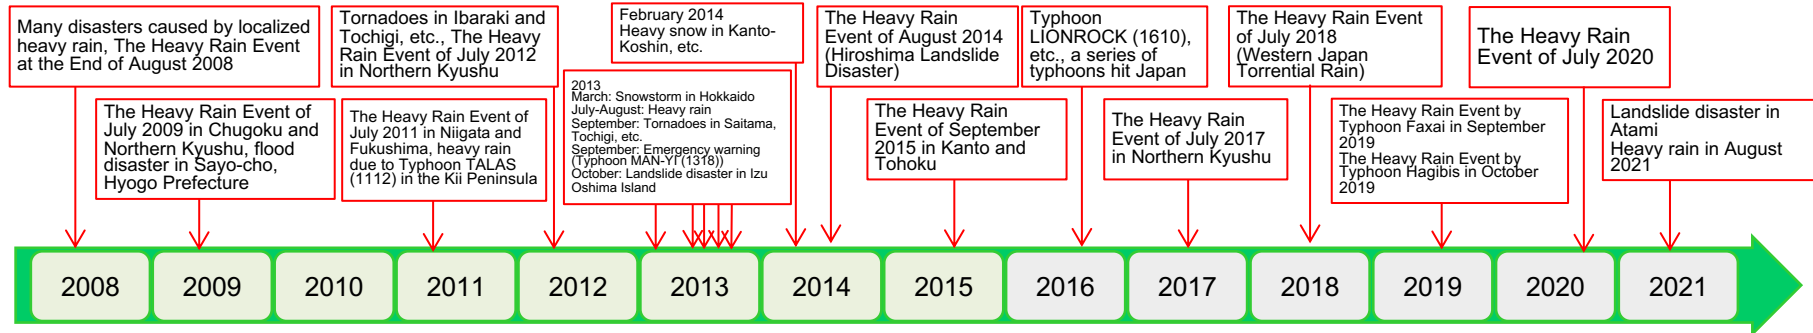 Many disasters caused by localized
heavy rain, The Heavy Rain Event
at the End of August 2008
The Heavy Rain Event of
July 2009 in Chugoku and
Northern Kyushu, flood
disaster in Sayo-cho,
Hyogo Prefecture
Tornadoes in Ibaraki and
Tochigi, etc., The Heavy
Rain Event of July 2012
in Northern Kyushu
The Heavy Rain Event of
July 2011 in Niigata and
Fukushima, heavy rain
due to Typhoon TALAS
(1112) in the Kii Peninsula
February 2014
Heavy snow in Kanto-
Koshin, etc.
2013
March: Snowstorm in Hokkaido
July-August: Heavy rain
September: Tornadoes in Saitama,
Tochigi, etc.
September: Emergency warning
(Typhoon MAN-YI (1318))
October: Landslide disaster in Izu
Oshima Island
The Heavy Rain
Event of August 2014
(Hiroshima Landslide
Disaster)
The Heavy Rain
Event of September
2015 in Kanto and
Tohoku
Typhoon
LIONROCK (1610),
etc., a series of
typhoons hit Japan
The Heavy Rain
Event of July 2017
in Northern Kyushu
The Heavy Rain Event
of July 2018
(Western Japan
Torrential Rain)
The Heavy Rain Event by
Typhoon Faxai in September
2019
The Heavy Rain Event by
Typhoon Hagibis in October
2019
The Heavy Rain
Event of July 2020
Landslide disaster in
Atami
Heavy rain in August
2021
2008
2009
2010
2011
2012
2013
2014
2015
2016
2017
2018
2019
2020
2021